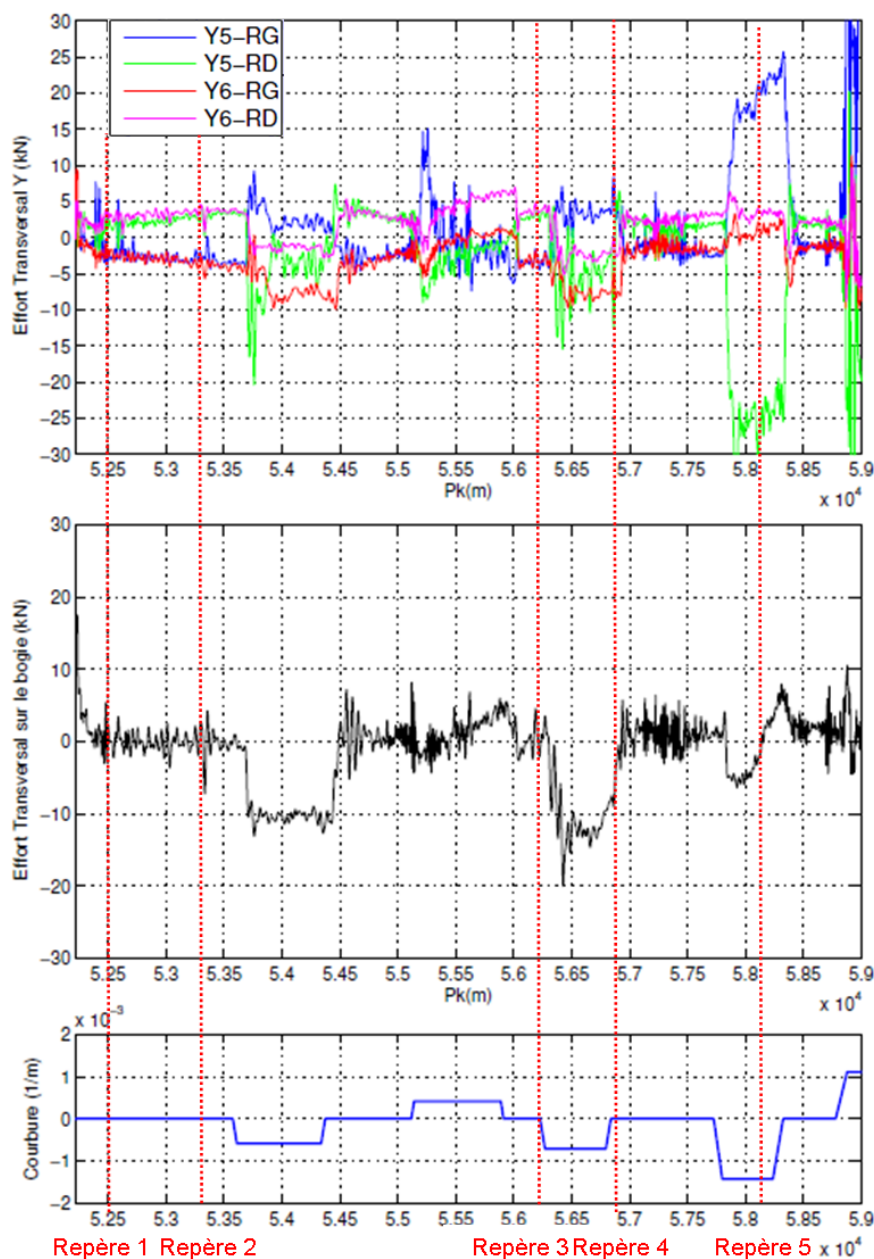 30
25
20
15
10
5
0
−5
−10
−15
−20
−25
−30
Effort Transversal Y (kN)
Y5−RG
Y5−RD
Y6−RG
Y6−RD
5.25 5.3 5.35 5.4 5.45 5.5 5.55 5.6 5.65 5.7 5.75 5.8 5.85 5.9
Pk(m)
x 10⁴
30
20
10
0
−10
−20
−30
Effort Transversal sur le bogie (kN)
5.25 5.3 5.35 5.4 5.45 5.5 5.55 5.6 5.65 5.7 5.75 5.8 5.85 5.9
Pk(m)
x 10⁴
x 10⁻³
2
1
0
−1
−2
Courbure (1/m)
5.25 5.3 5.35 5.4 5.45 5.5 5.55 5.6 5.65 5.7 5.75 5.8 5.85 5.9
x 10⁴
Repère 1 Repère 2 Repère 3 Repère 4 Repère 5